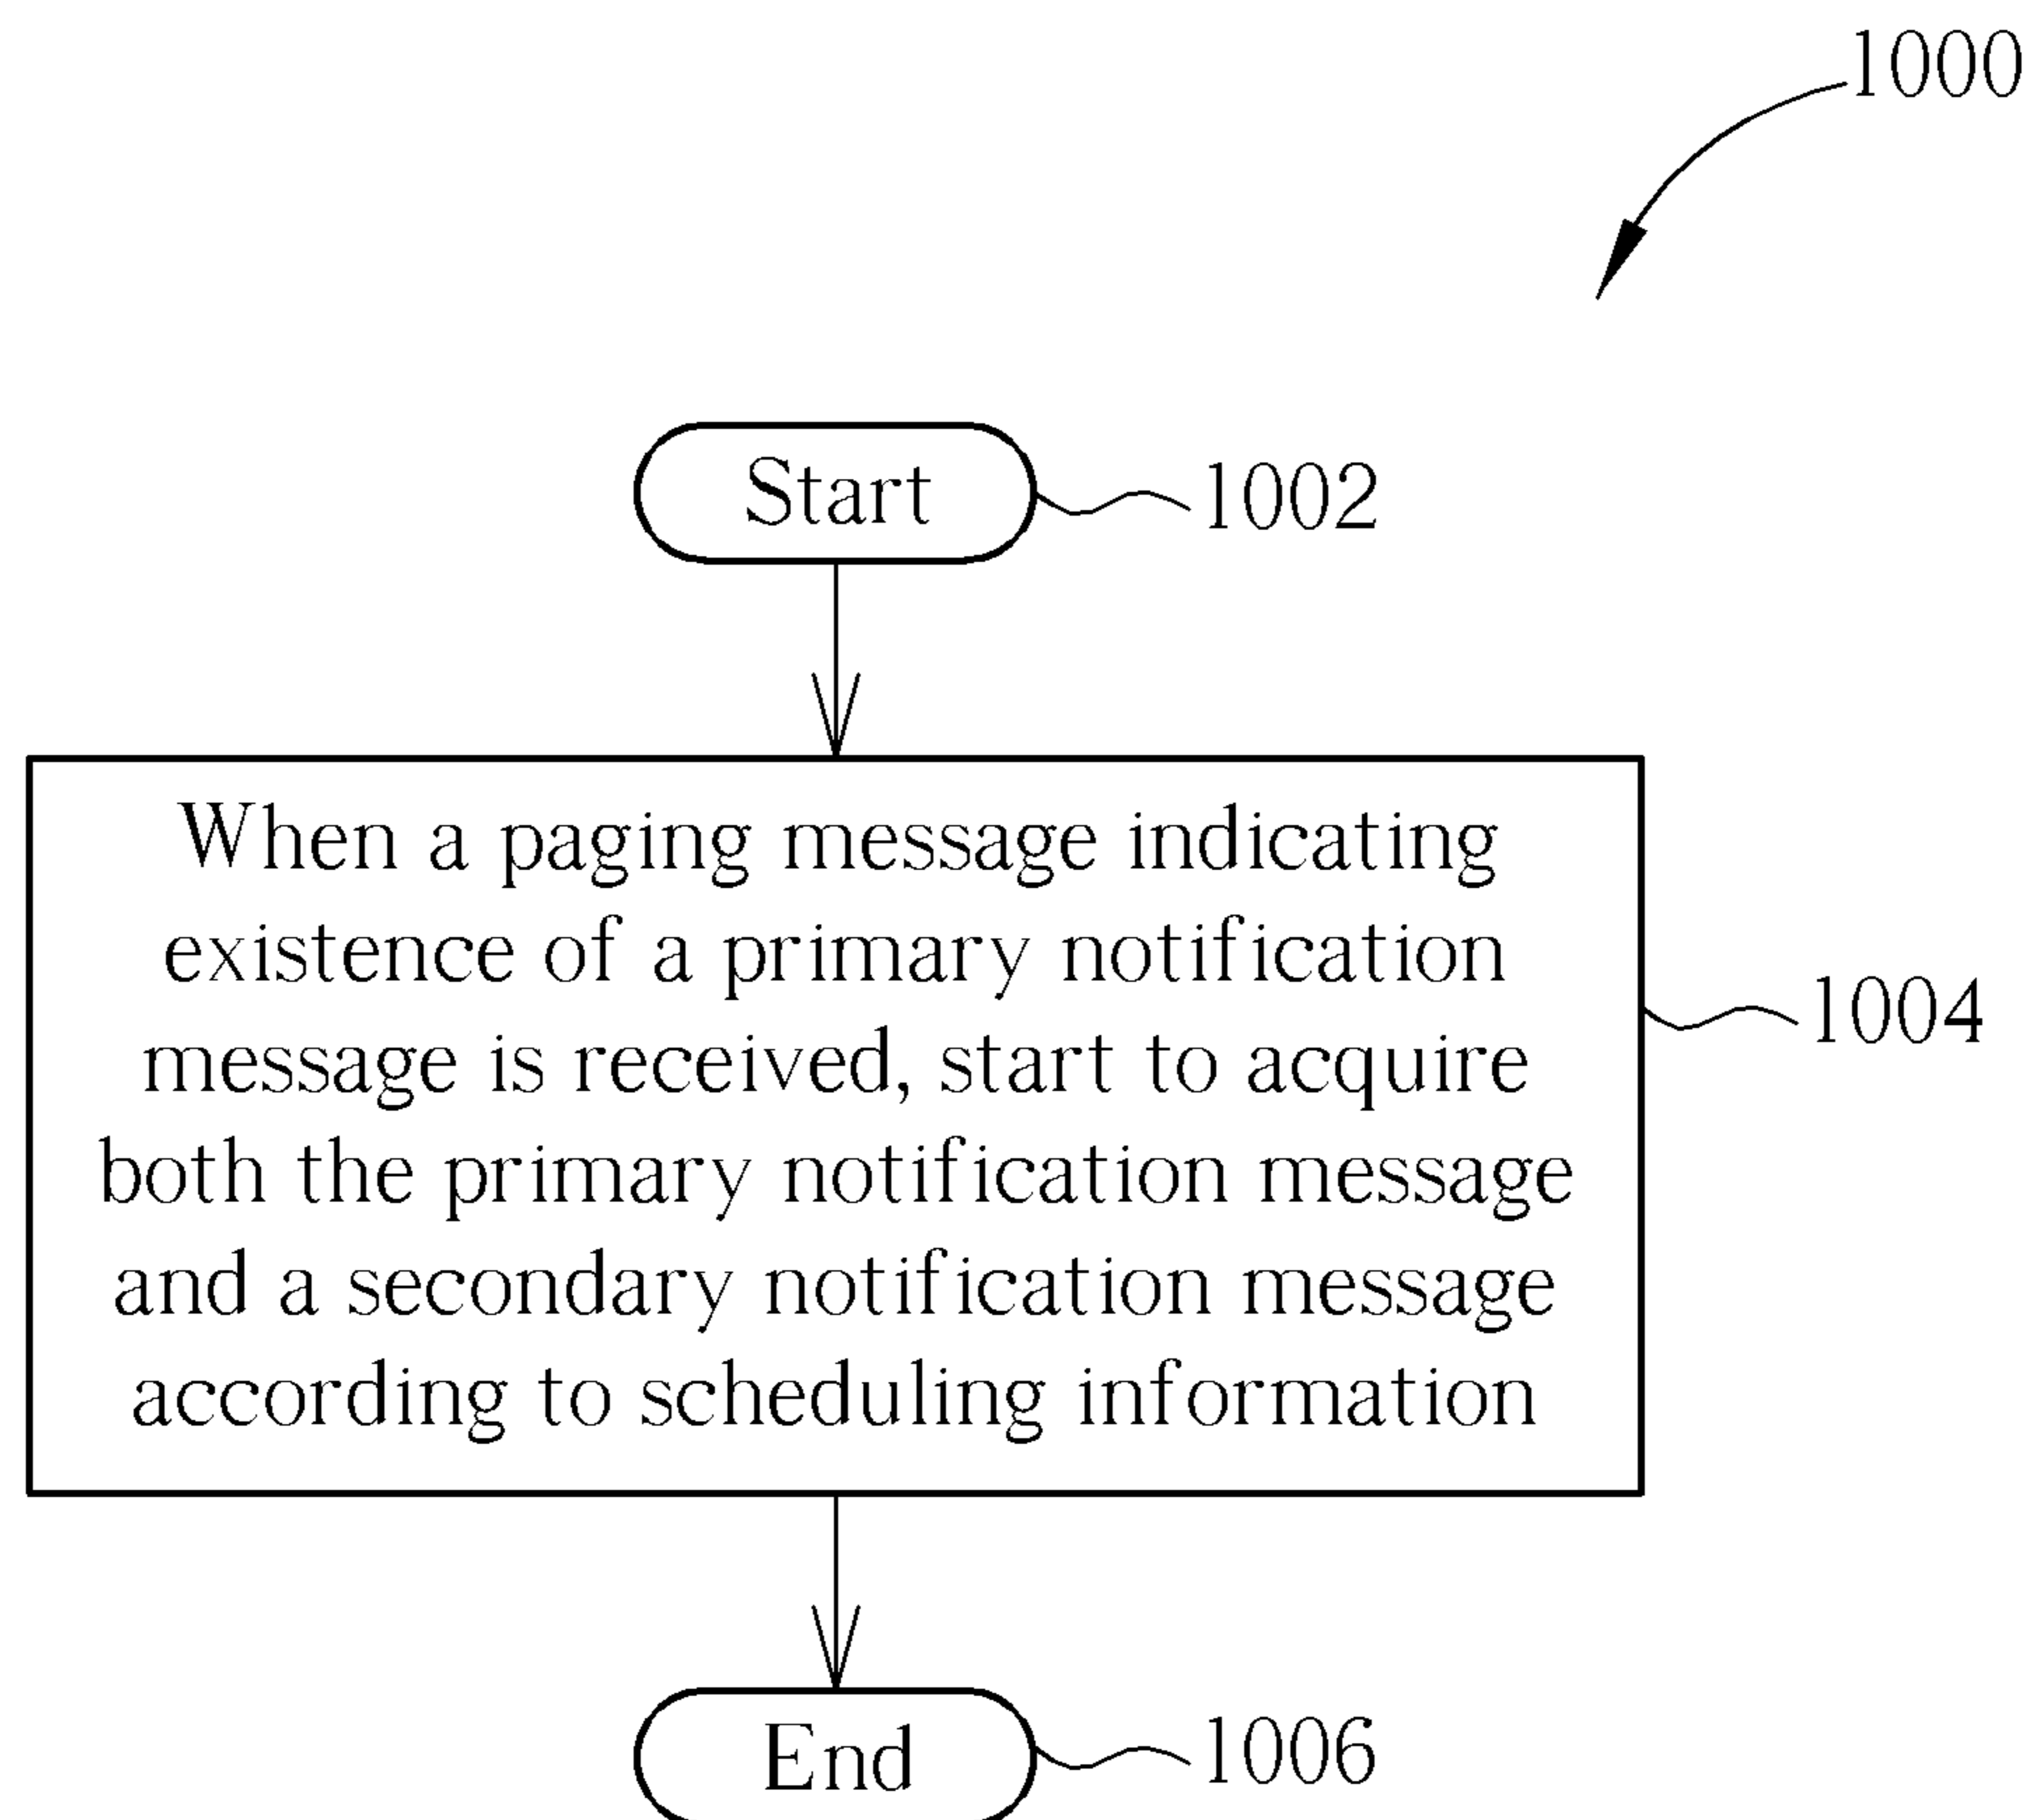 1000
Start
1002
When a paging message indicating
existence of a primary notification
message is received, start to acquire
both the primary notification message
and a secondary notification message
according to scheduling information
1004
End
1006